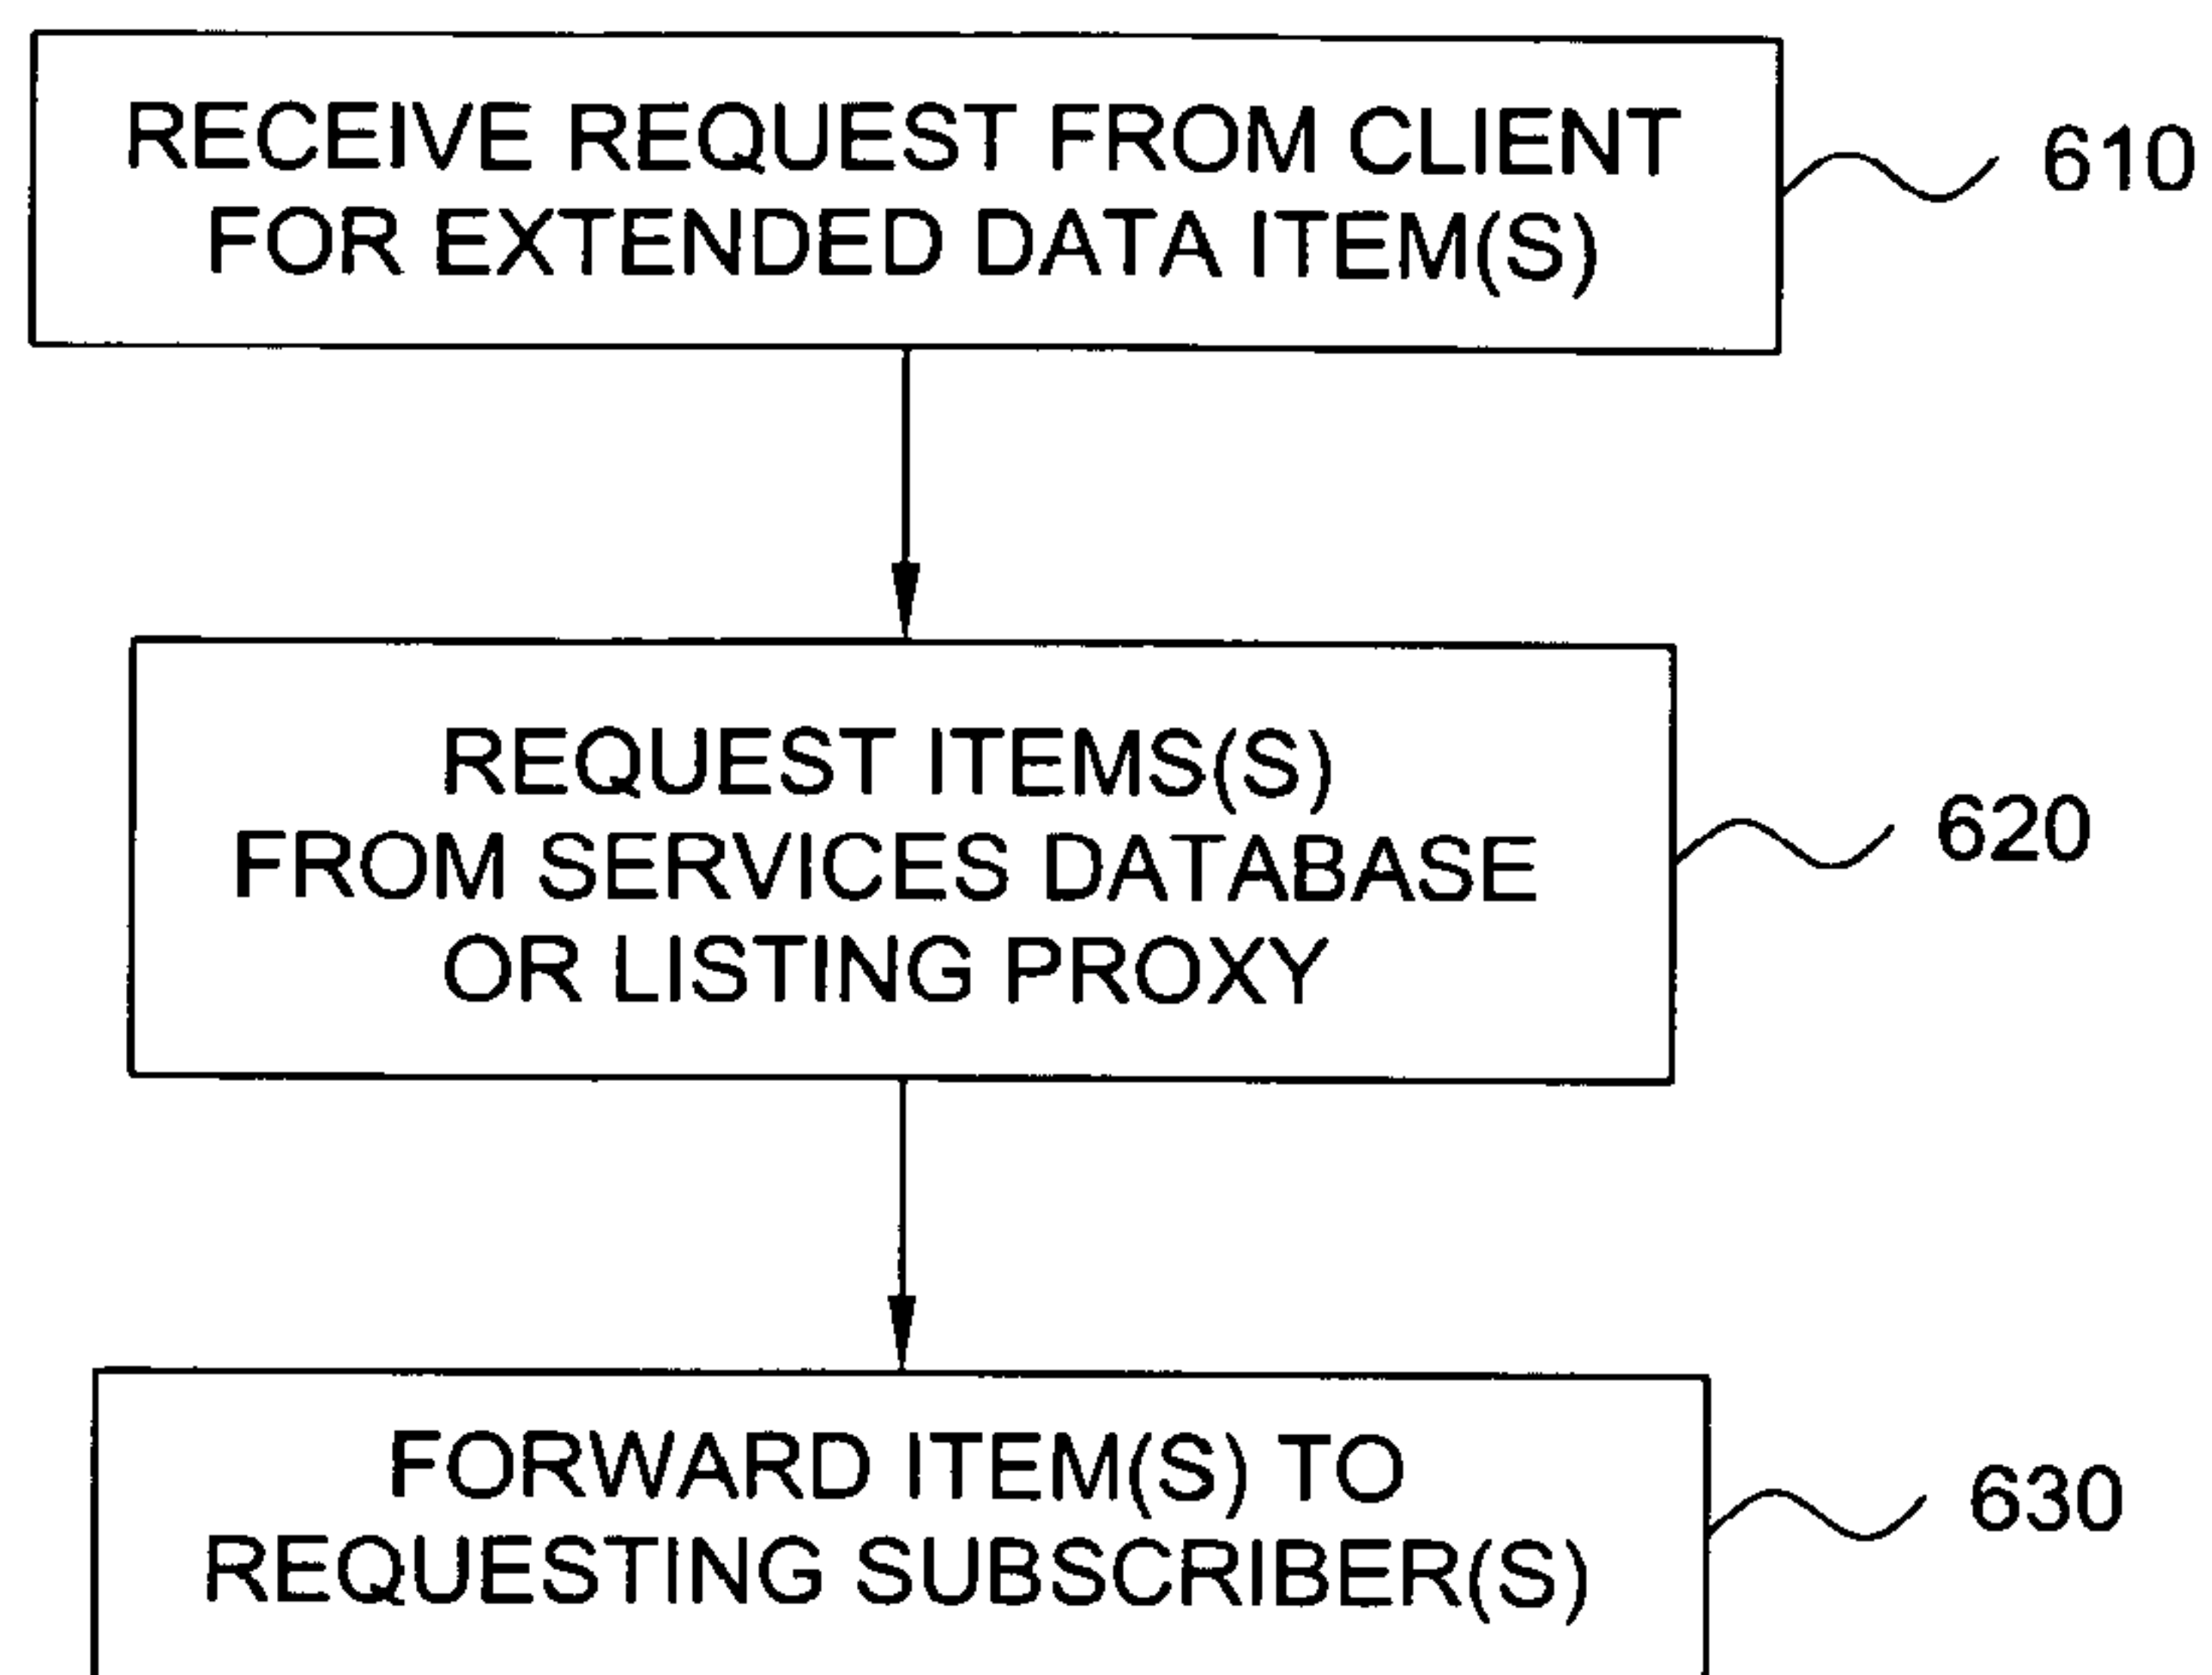 RECEIVE REQUEST FROM CLIENT
FOR EXTENDED DATA ITEM(S)
610
REQUEST ITEMS(S)
FROM SERVICES DATABASE
OR LISTING PROXY
620
FORWARD ITEM(S) TO
REQUESTING SUBSCRIBER(S)
630